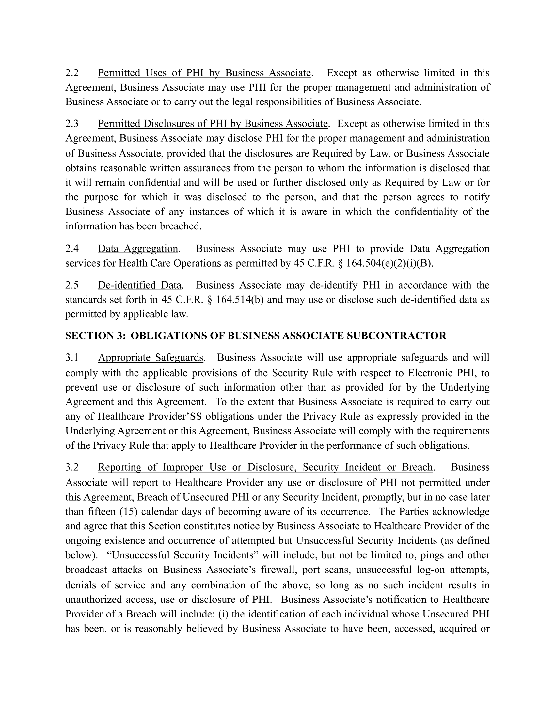 2.2 Permitted Uses of PHI by Business Associate. Except as otherwise limited in this
Agreement, Business Associate may use PHI for the proper management and administration of
Business Associate or to carry out the legal responsibilities of Business Associate.
2.3 Permitted Disclosures of PHI by Business Associate. Except as otherwise limited in this
Agreement, Business Associate may disclose PHI for the proper management and administration
of Business Associate, provided that the disclosures are Required by Law, or Business Associate
obtains reasonable written assurances from the person to whom the information is disclosed that
it will remain confidential and will be used or further disclosed only as Required by Law or for
the purpose for which it was disclosed to the person, and that the person agrees to notify
Business Associate of any instances of which it is aware in which the confidentiality of the
information has been breached.
2.4 Data Aggregation. Business Associate may use PHI to provide Data Aggregation
services for Health Care Operations as permitted by 45 C.F.R. § 164.504(e)(2)(i)(B).
2.5 De-identified Data. Business Associate may de-identify PHI in accordance with the
standards set forth in 45 C.F.R. § 164.514(b) and may use or disclose such de-identified data as
permitted by applicable law.
SECTION 3: OBLIGATIONS OF BUSINESS ASSOCIATE SUBCONTRACTOR
3.1 Appropriate Safeguards. Business Associate will use appropriate safeguards and will
comply with the applicable provisions of the Security Rule with respect to Electronic PHI, to
prevent use or disclosure of such information other than as provided for by the Underlying
Agreement and this Agreement. To the extent that Business Associate is required to carry out
any of Healthcare Provider'SS obligations under the Privacy Rule as expressly provided in the
Underlying Agreement or this Agreement, Business Associate will comply with the requirements
of the Privacy Rule that apply to Healthcare Provider in the performance of such obligations.
3.2 Reporting of Improper Use or Disclosure, Security Incident or Breach. Business
Associate will report to Healthcare Provider any use or disclosure of PHI not permitted under
this Agreement, Breach of Unsecured PHI or any Security Incident, promptly, but in no case later
than fifteen (15) calendar days of becoming aware of its occurrence. The Parties acknowledge
and agree that this Section constitutes notice by Business Associate to Healthcare Provider of the
ongoing existence and occurrence of attempted but Unsuccessful Security Incidents (as defined
below). "Unsuccessful Security Incidents" will include, but not be limited to, pings and other
broadcast attacks on Business Associate's firewall, port scans, unsuccessful log-on attempts,
denials of service and any combination of the above, so long as no such incident results in
unauthorized access, use or disclosure of PHI. Business Associate's notification to Healthcare
Provider of a Breach will include: (i) the identification of each individual whose Unsecured PHI
has been, or is reasonably believed by Business Associate to have been, accessed, acquired or